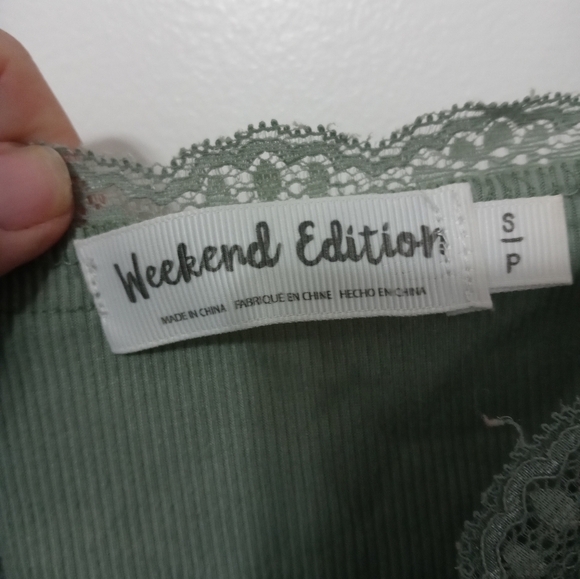 Weekend Edition
MADE IN CHINA FABRIQUE EN CHINE HECHO EN CHINA
S
P